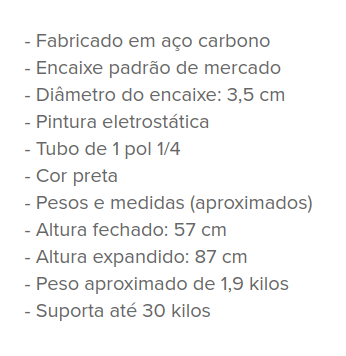 - Fabricado em aço carbono
- Encaixe padrão de mercado
- Diâmetro do encaixe: 3,5 cm
- Pintura eletrostática
- Tubo de 1 pol 1/4
- Cor preta
- Pesos e medidas (aproximados)
- Altura fechado: 57 cm
- Altura expandido: 87 cm
- Peso aproximado de 1,9 kilos
- Suporta até 30 kilos